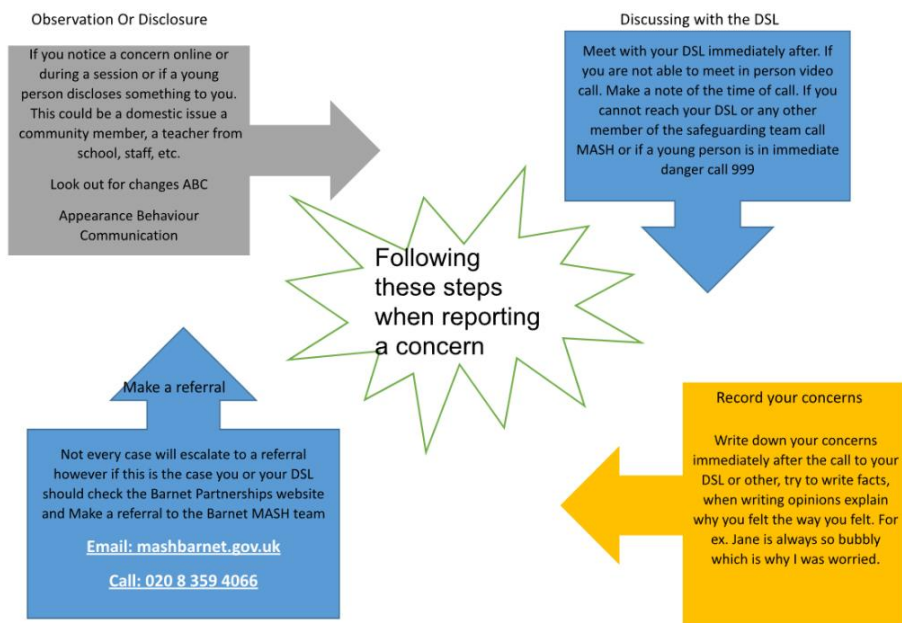 Observation Or Disclosure
If you notice a concern online or
during a session or if a young
person discloses something to you.
This could be a domestic issue a
community member, a teacher from
school, staff, etc.
Look out for changes ABC
Appearance Behaviour
Communication
Discussing with the DSL
Meet with your DSL immediately after. If
you are not able to meet in person video
call. Make a note of the time of call. If you
cannot reach your DSL or any other
member of the safeguarding team call
MASH or if a young person is in immediate
danger call 999
Following
these steps
when reporting
a concern
Record your concerns
Write down your concerns
immediately after the call to your
DSL or other, try to write facts,
when writing opinions explain
why you felt the way you felt. For
ex. Jane is always so bubbly
which is why I was worried.
Make a referral
Not every case will escalate to a referral
however if this is the case you or your DSL
should check the Barnet Partnerships website
and Make a referral to the Barnet MASH team
Email: mashbarnet.gov.uk
Call: 020 8 359 4066